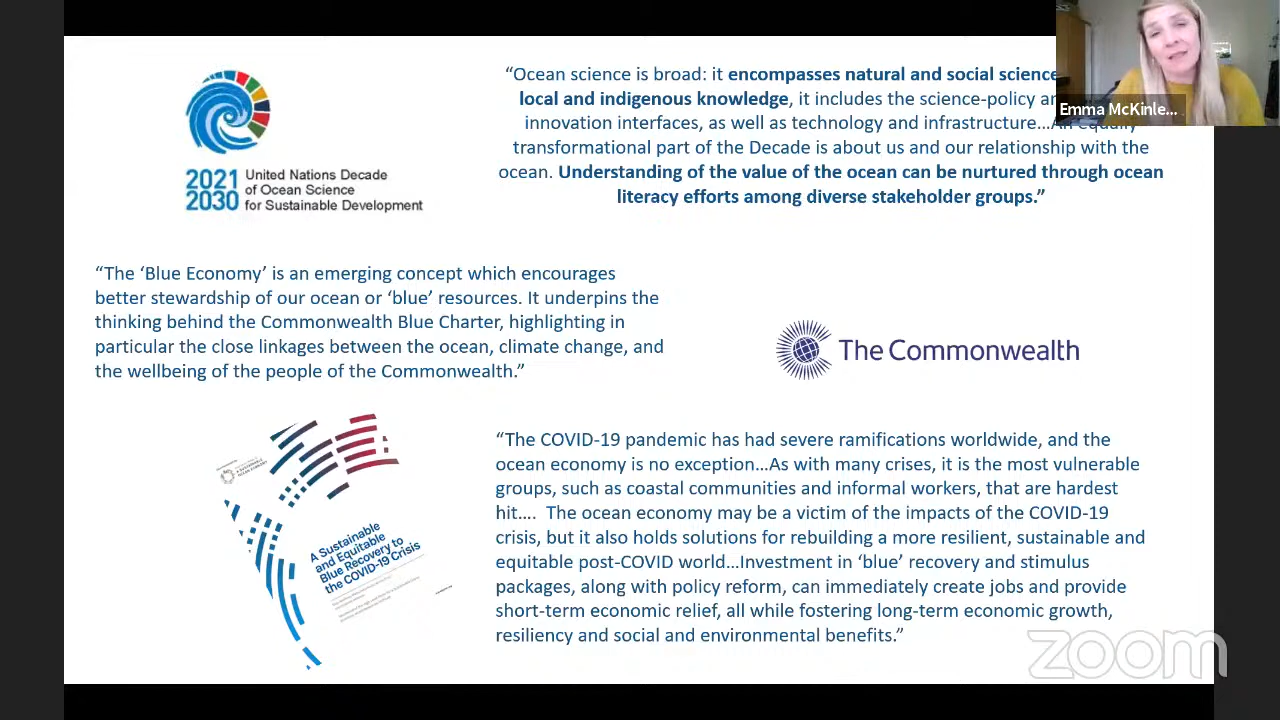 “Ocean science is broad: it encompasses natural and social science
local and indigenous knowledge, it includes the science-policy
innovation interfaces, as well as technology and infrastructure…An equally
transformational part of the Decade is about us and our relationship with the
ocean. Understanding of the value of the ocean can be nurtured through ocean
literacy efforts among diverse stakeholder groups.”
Emma McKinle...
2021
2030
United Nations Decade
of Ocean Science
for Sustainable Development
“The ‘Blue Economy’ is an emerging concept which encourages
better stewardship of our ocean or ‘blue’ resources. It underpins the
thinking behind the Commonwealth Blue Charter, highlighting in
particular the close linkages between the ocean, climate change, and
the wellbeing of the people of the Commonwealth.”
The Commonwealth
A Sustainable
and Equitable
Blue Recovery to
the COVID-19 Crisis
“The COVID-19 pandemic has had severe ramifications worldwide, and the
ocean economy is no exception…As with many crises, it is the most vulnerable
groups, such as coastal communities and informal workers, that are hardest
hit…. The ocean economy may be a victim of the impacts of the COVID-19
crisis, but it also holds solutions for rebuilding a more resilient, sustainable and
equitable post-COVID world…Investment in ‘blue’ recovery and stimulus
packages, along with policy reform, can immediately create jobs and provide
short-term economic relief, all while fostering long-term economic growth,
resiliency and social and environmental benefits.”
zoom